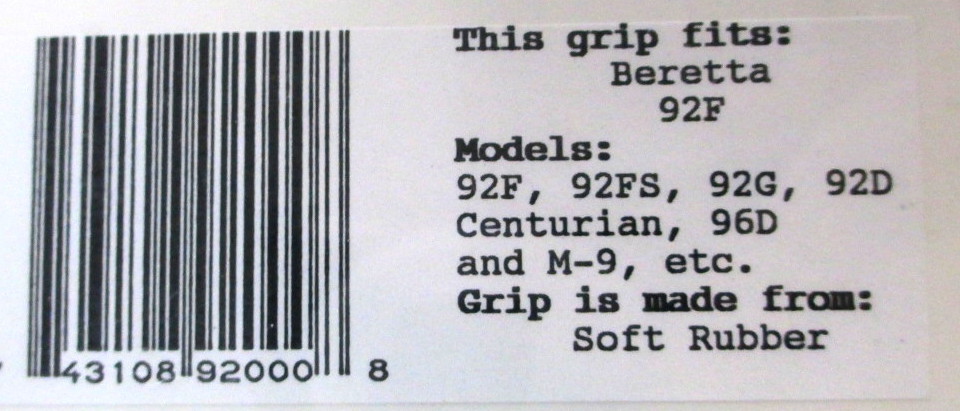 This grip fits:
Beretta
92F
Models:
92F, 92FS, 92G, 92D
Centurian, 96D
and M-9, etc.
Grip is made from:
Soft Rubber
43108 92000 8